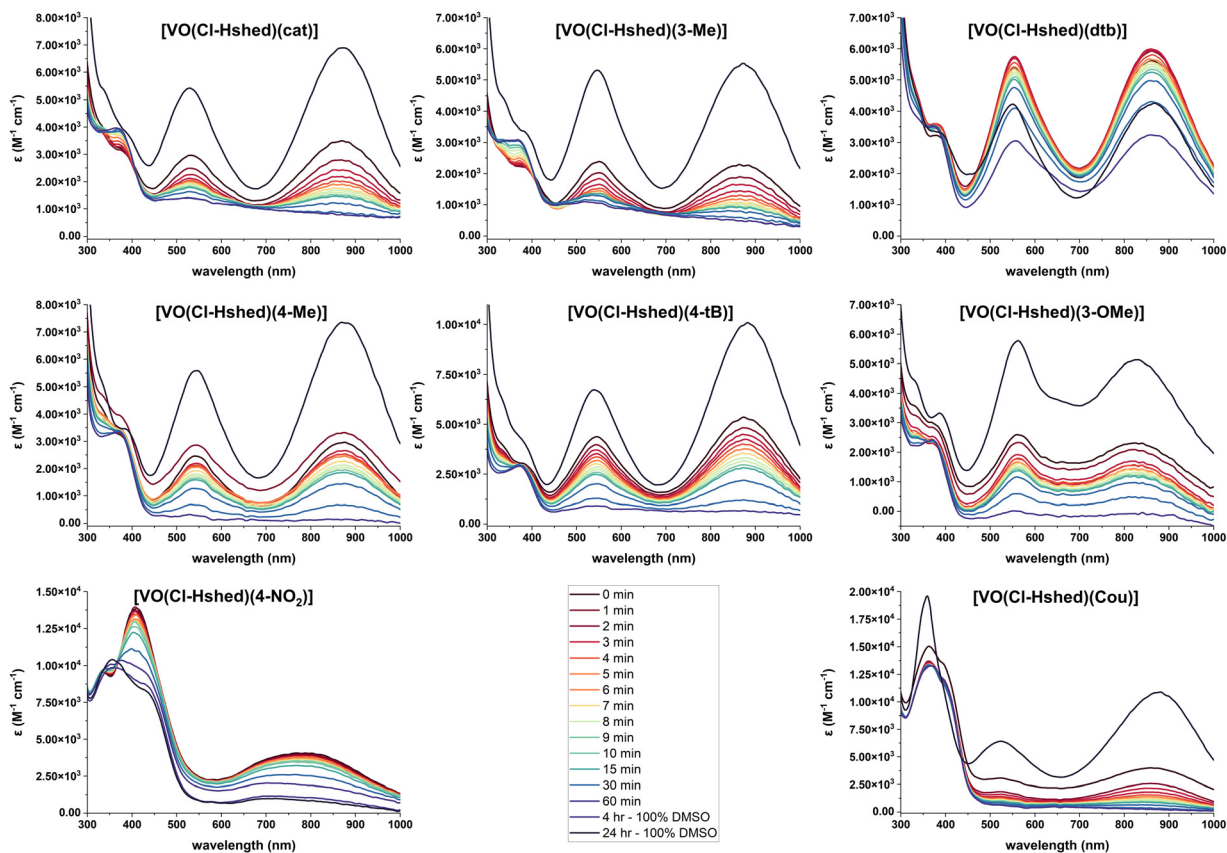 [VO(Cl-Hshed)(cat)]
8.00×10³
7.00×10³
6.00×10³
5.00×10³
4.00×10³
3.00×10³
2.00×10³
1.00×10³
0.00
ε (M⁻¹ cm⁻¹)
300 400 500 600 700 800 900 1000
wavelength (nm)
[VO(Cl-Hshed)(3-Me)]
7.00×10³
6.00×10³
5.00×10³
4.00×10³
3.00×10³
2.00×10³
1.00×10³
0.00
ε (M⁻¹ cm⁻¹)
300 400 500 600 700 800 900 1000
wavelength (nm)
[VO(Cl-Hshed)(dtb)]
7.00×10³
6.00×10³
5.00×10³
4.00×10³
3.00×10³
2.00×10³
1.00×10³
0.00
ε (M⁻¹ cm⁻¹)
300 400 500 600 700 800 900 1000
wavelength (nm)
[VO(Cl-Hshed)(4-Me)]
8.00×10³
7.00×10³
6.00×10³
5.00×10³
4.00×10³
3.00×10³
2.00×10³
1.00×10³
0.00
ε (M⁻¹ cm⁻¹)
300 400 500 600 700 800 900 1000
wavelength (nm)
[VO(Cl-Hshed)(4-tB)]
1.00×10⁴
7.50×10³
5.00×10³
2.50×10³
0.00
ε (M⁻¹ cm⁻¹)
300 400 500 600 700 800 900 1000
wavelength (nm)
[VO(Cl-Hshed)(3-OMe)]
7.00×10³
6.00×10³
5.00×10³
4.00×10³
3.00×10³
2.00×10³
1.00×10³
0.00
ε (M⁻¹ cm⁻¹)
300 400 500 600 700 800 900 1000
wavelength (nm)
[VO(Cl-Hshed)(4-NO₂)]
1.50×10⁴
1.25×10⁴
1.00×10⁴
7.50×10³
5.00×10³
2.50×10³
0.00
ε (M⁻¹ cm⁻¹)
300 400 500 600 700 800 900 1000
wavelength (nm)
0 min
1 min
2 min
3 min
4 min
5 min
6 min
7 min
8 min
9 min
10 min
15 min
30 min
60 min
4 hr - 100% DMSO
24 hr - 100% DMSO
[VO(Cl-Hshed)(Cou)]
2.00×10⁴
1.75×10⁴
1.50×10⁴
1.25×10⁴
1.00×10⁴
7.50×10³
5.00×10³
2.50×10³
0.00
ε (M⁻¹ cm⁻¹)
300 400 500 600 700 800 900 1000
wavelength (nm)